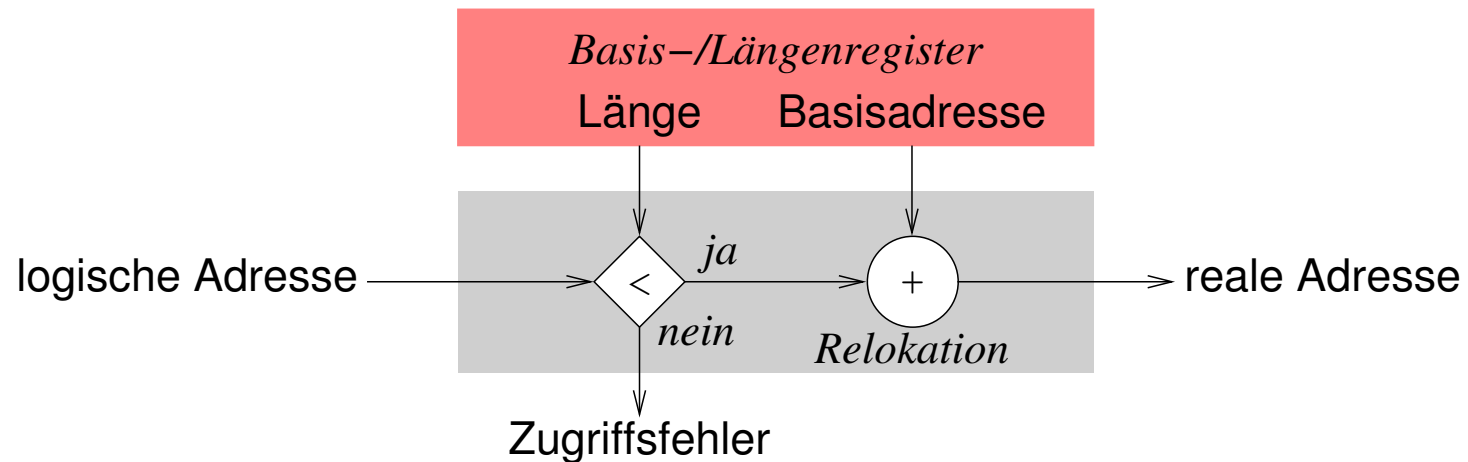 Basis−/Längenregister
Länge Basisadresse
ja
logische Adresse < + reale Adresse
nein
Relokation
Zugriffsfehler